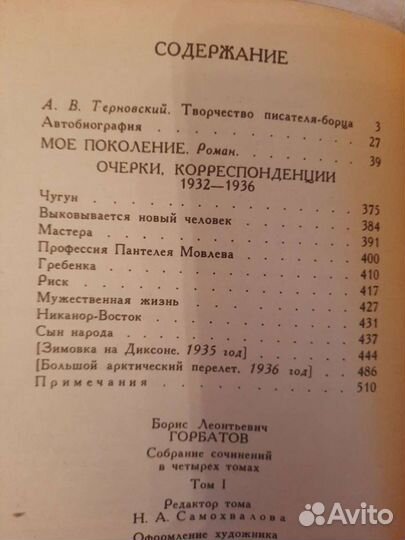 СОДЕРЖАНИЕ
А. В. Терновский. Творчество писателя-борца 3
Автобиография . . . . . . . . . . 27
МОЕ ПОКОЛЕНИЕ. Роман. . . . . . . . 39
ОЧЕРКИ, КОРРЕСПОНДЕНЦИИ
1932—1936
Чугун . . . . . . . . . . . . . 375
Выковывается новый человек . . . . . . 384
Мастера . . . . . . . . . . . . 391
Профессия Пантелея Мовлева . . . . . . 400
Гребенка . . . . . . . . . . . . 410
Риск . . . . . . . . . . . . . 417
Мужественная жизнь . . . . . . . . 427
Никанор-Восток . . . . . . . . . . 431
Сын народа . . . . . . . . . . . 437
[Зимовка на Диксоне. 1935 год] . . . . . 444
[Большой арктический перелет. 1936 год] . . 486
Примечания . . . . . . . . . . . 510
Борис Леонтьевич
ГОРБАТОВ
Собрание сочинений
в четырех томах
Том I
Редактор тома
Н. А. Самохвалова
Оформление художника
Avito